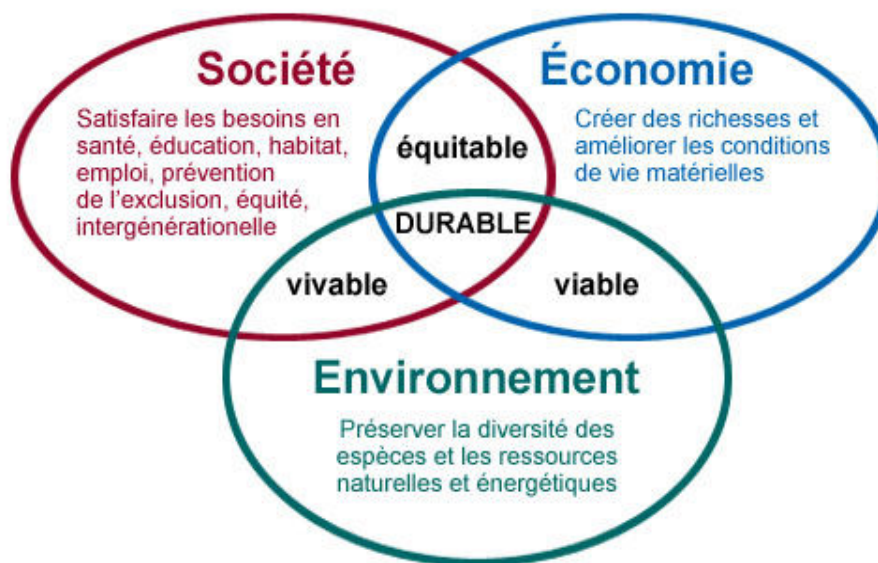 Société
Satisfaire les besoins en
santé, éducation, habitat,
emploi, prévention
de l'exclusion, équité,
intergénérationelle
Économie
Créer des richesses et
améliorer les conditions
de vie matérielles
équitable
DURABLE
vivable
viable
Environnement
Préserver la diversité des
espèces et les ressources
naturelles et énergétiques